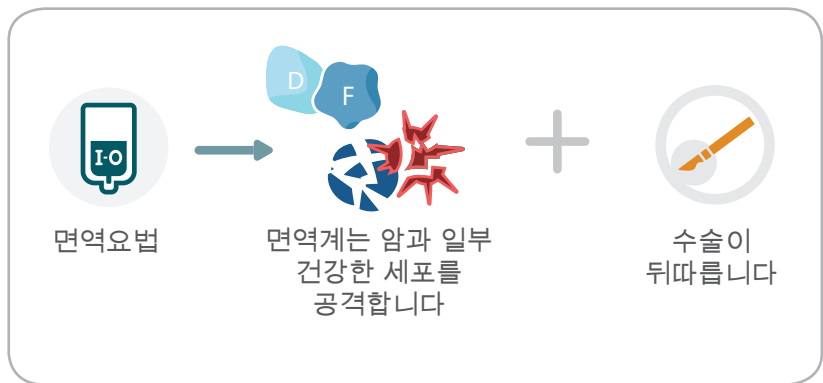 D
F
I-O
면역요법
면역계는 암과 일부
건강한 세포를
공격합니다
수술이
뒤따릅니다